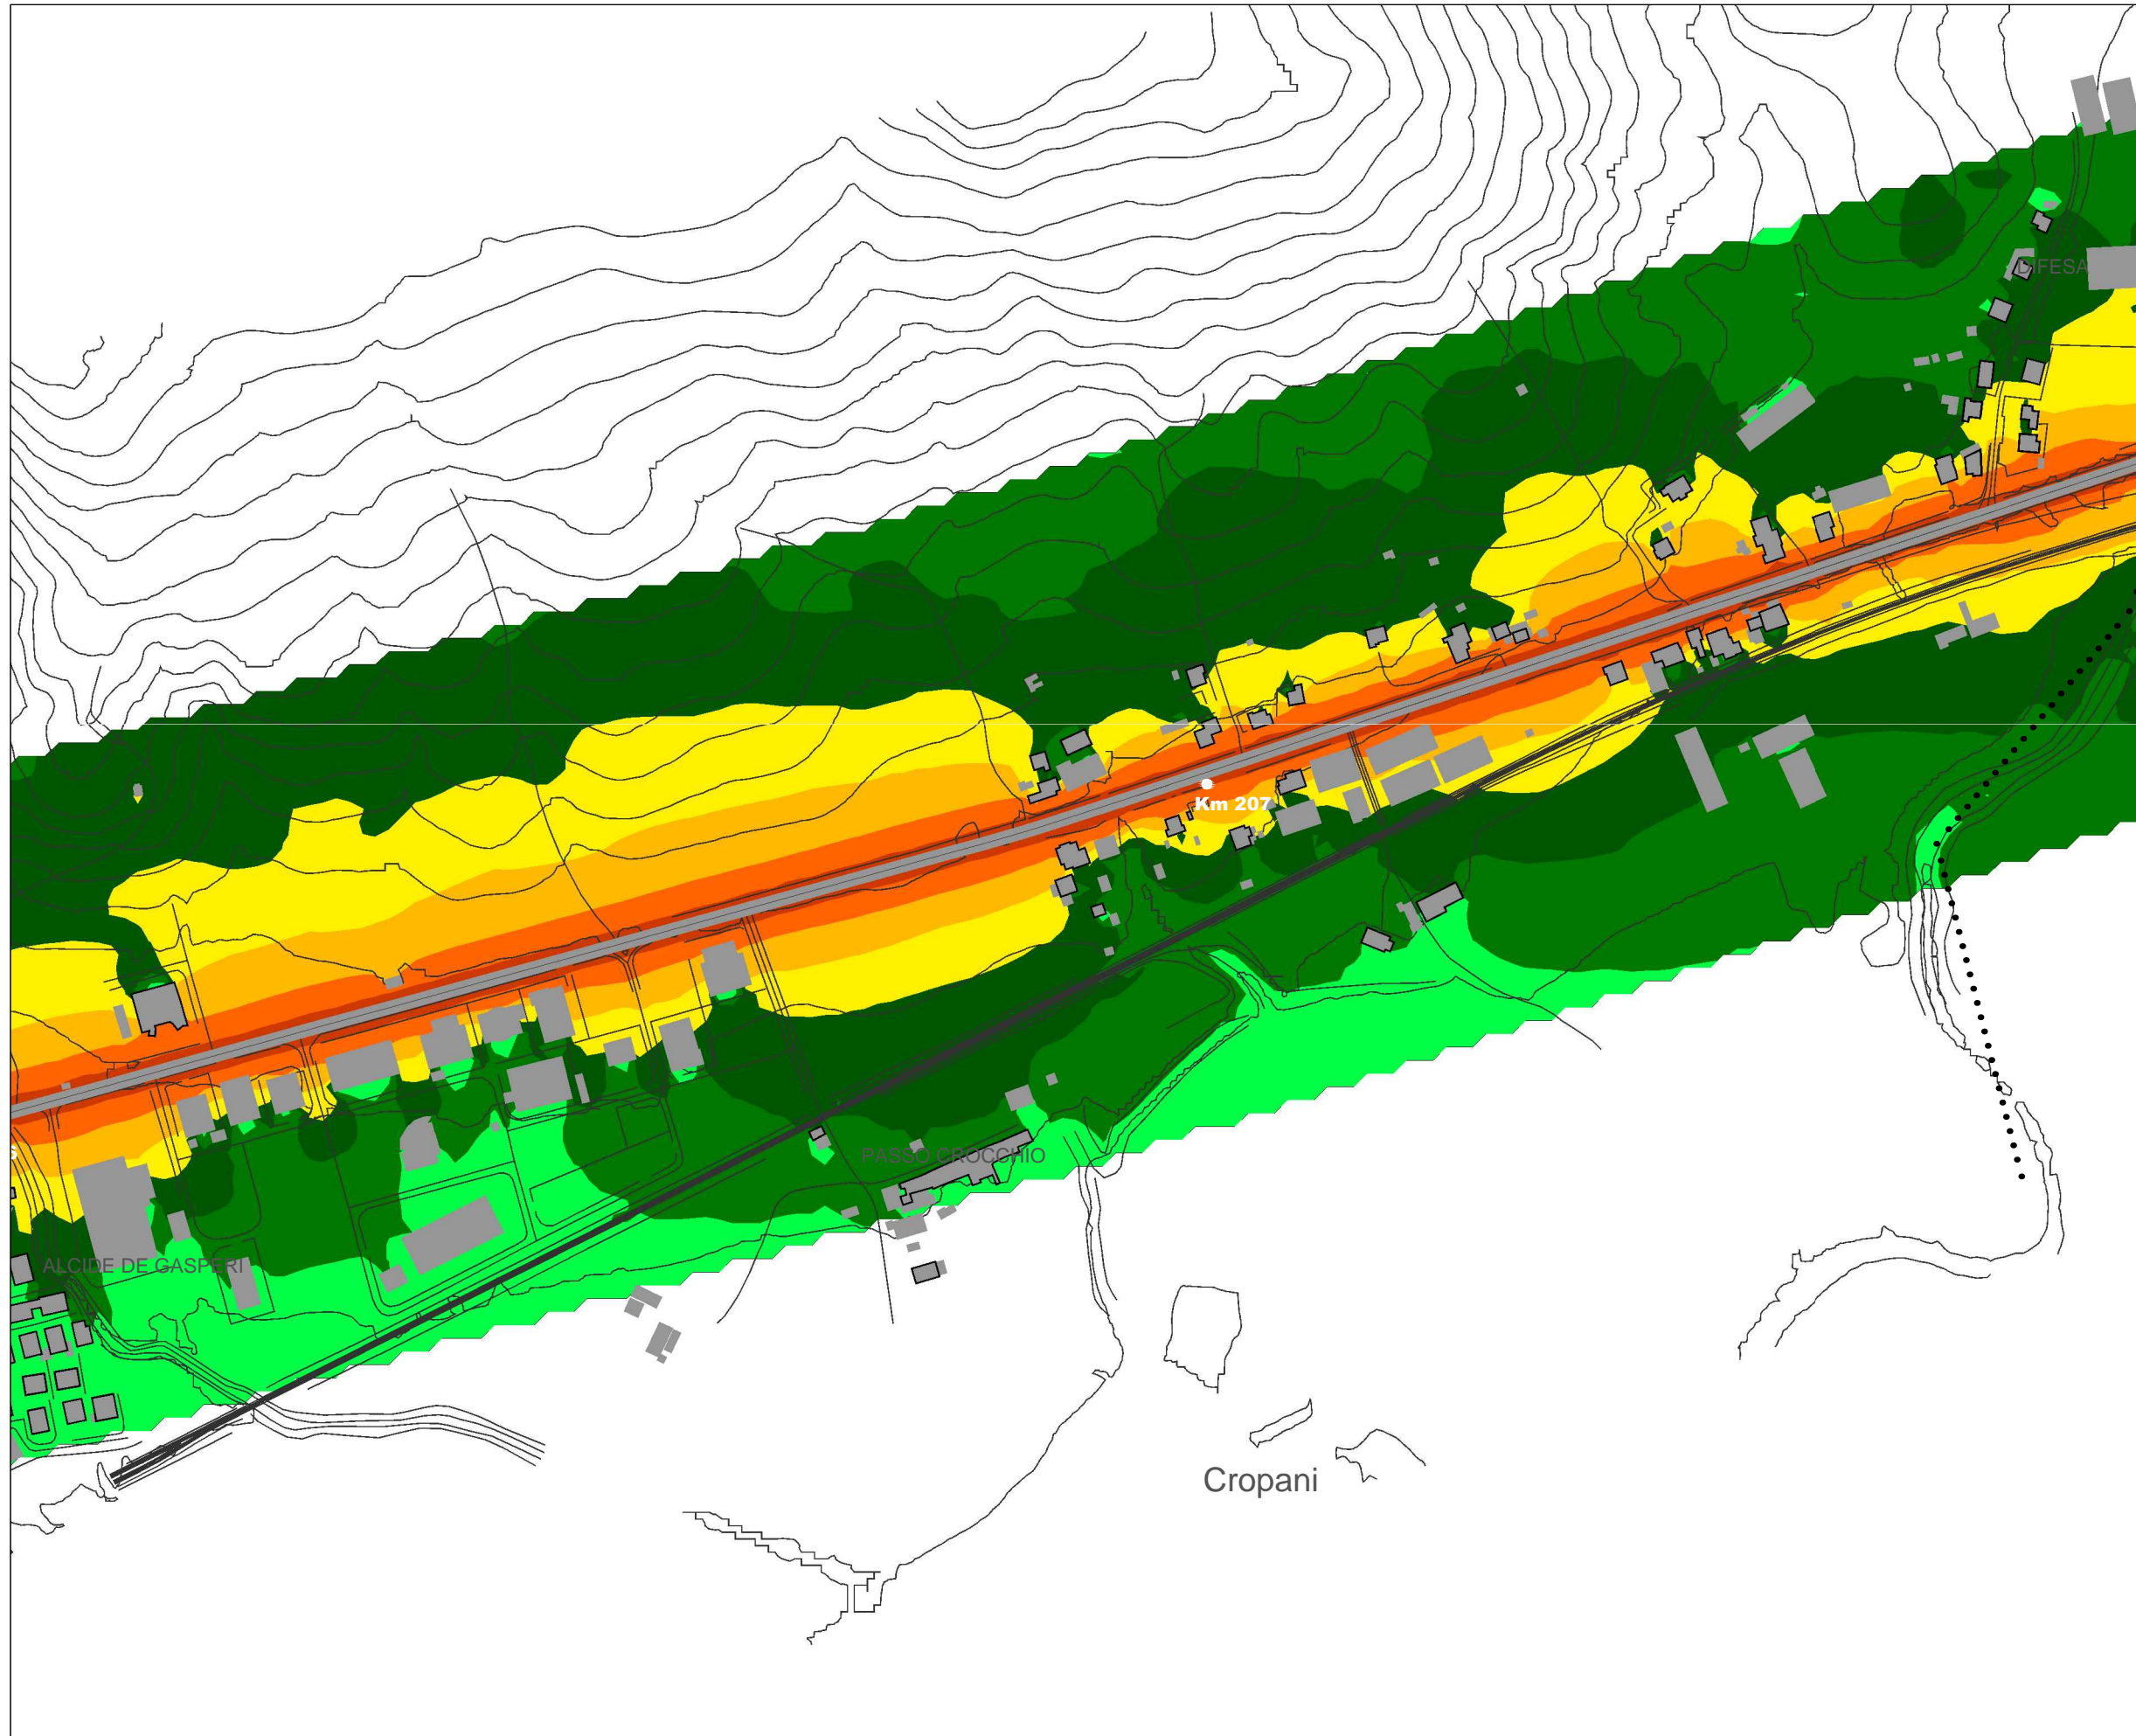 DIFESA
Km 207
PASSO CROCCHIO
ALCIDE DE GASPERI
Cropani